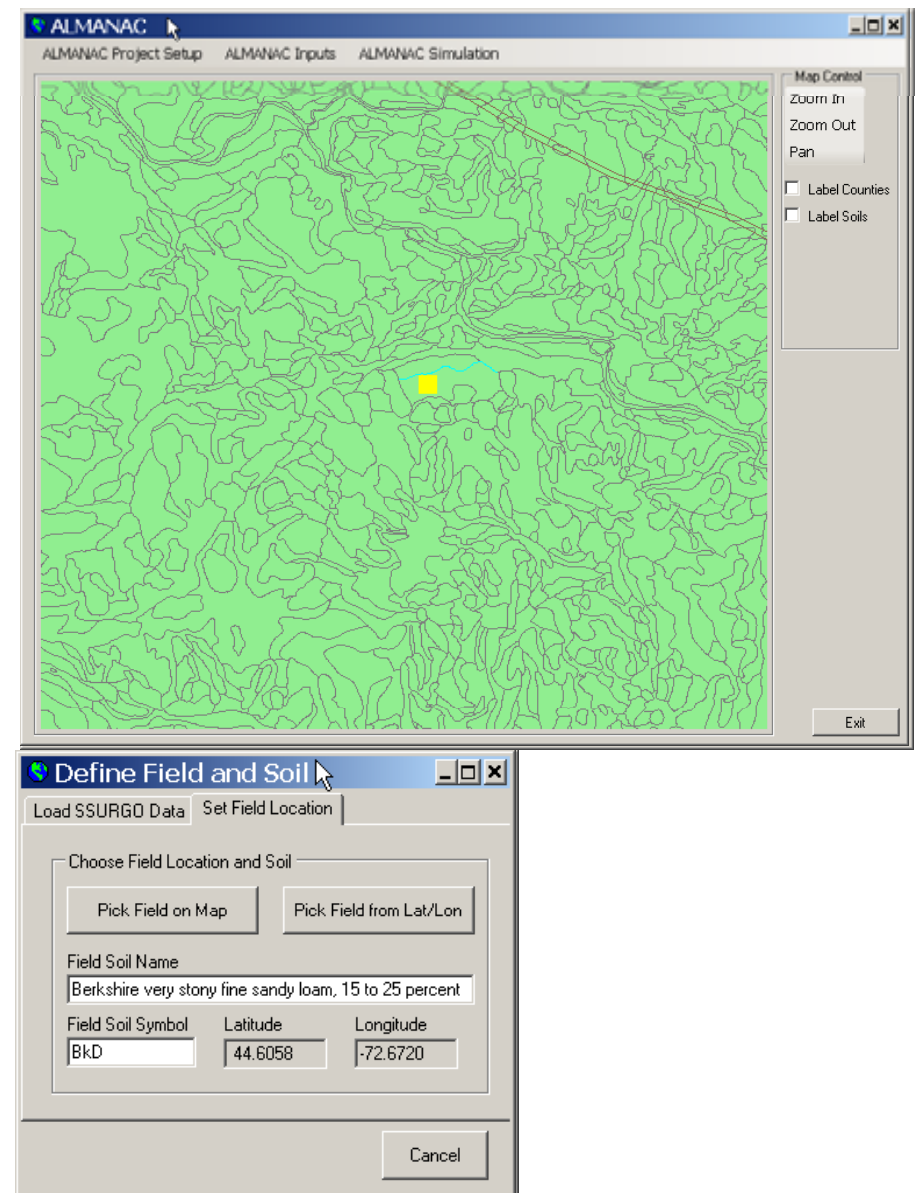 ALMANAC
ALMANAC Project Setup ALMANAC Inputs ALMANAC Simulation
Map Control
Zoom In
Zoom Out
Pan
Label Counties
Label Soils
Exit
Define Field and Soil
Load SSURGO Data Set Field Location
Choose Field Location and Soil
Pick Field on Map Pick Field from Lat/Lon
Field Soil Name
Berkshire very stony fine sandy loam, 15 to 25 percent
Field Soil Symbol Latitude Longitude
BkD 44.6058 -72.6720
Cancel